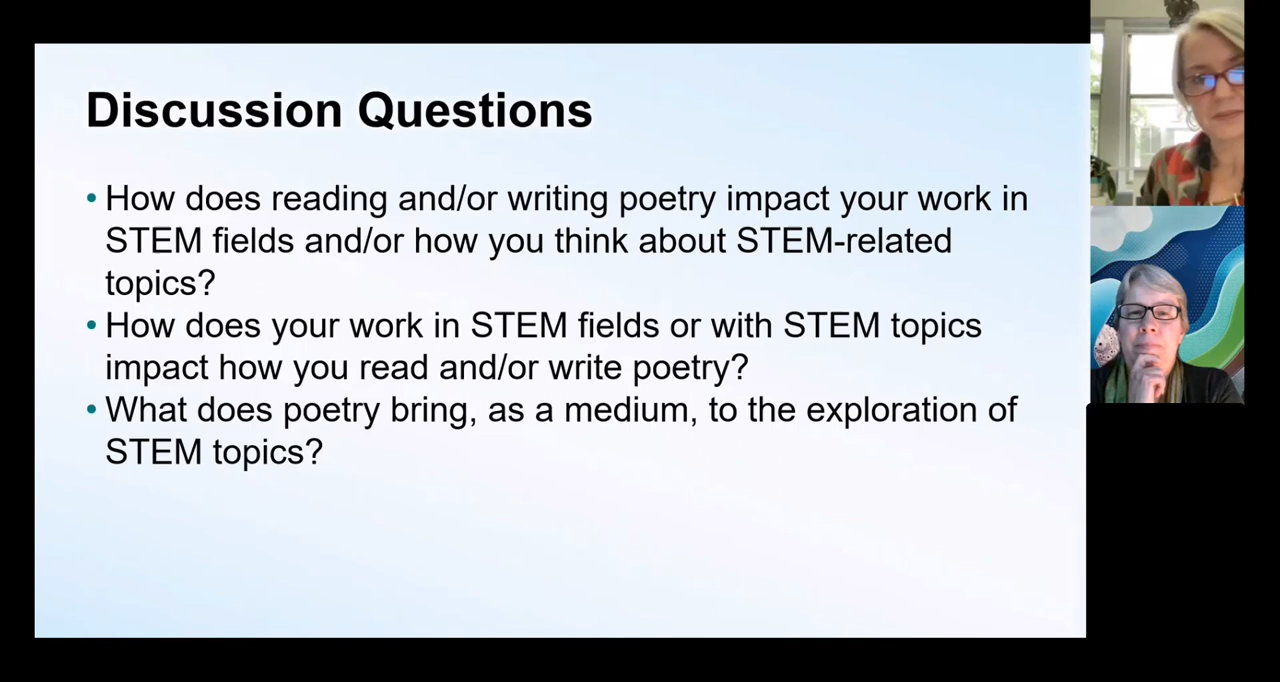 Discussion Questions
• How does reading and/or writing poetry impact your work in
STEM fields and/or how you think about STEM-related
topics?
• How does your work in STEM fields or with STEM topics
impact how you read and/or write poetry?
• What does poetry bring, as a medium, to the exploration of
STEM topics?